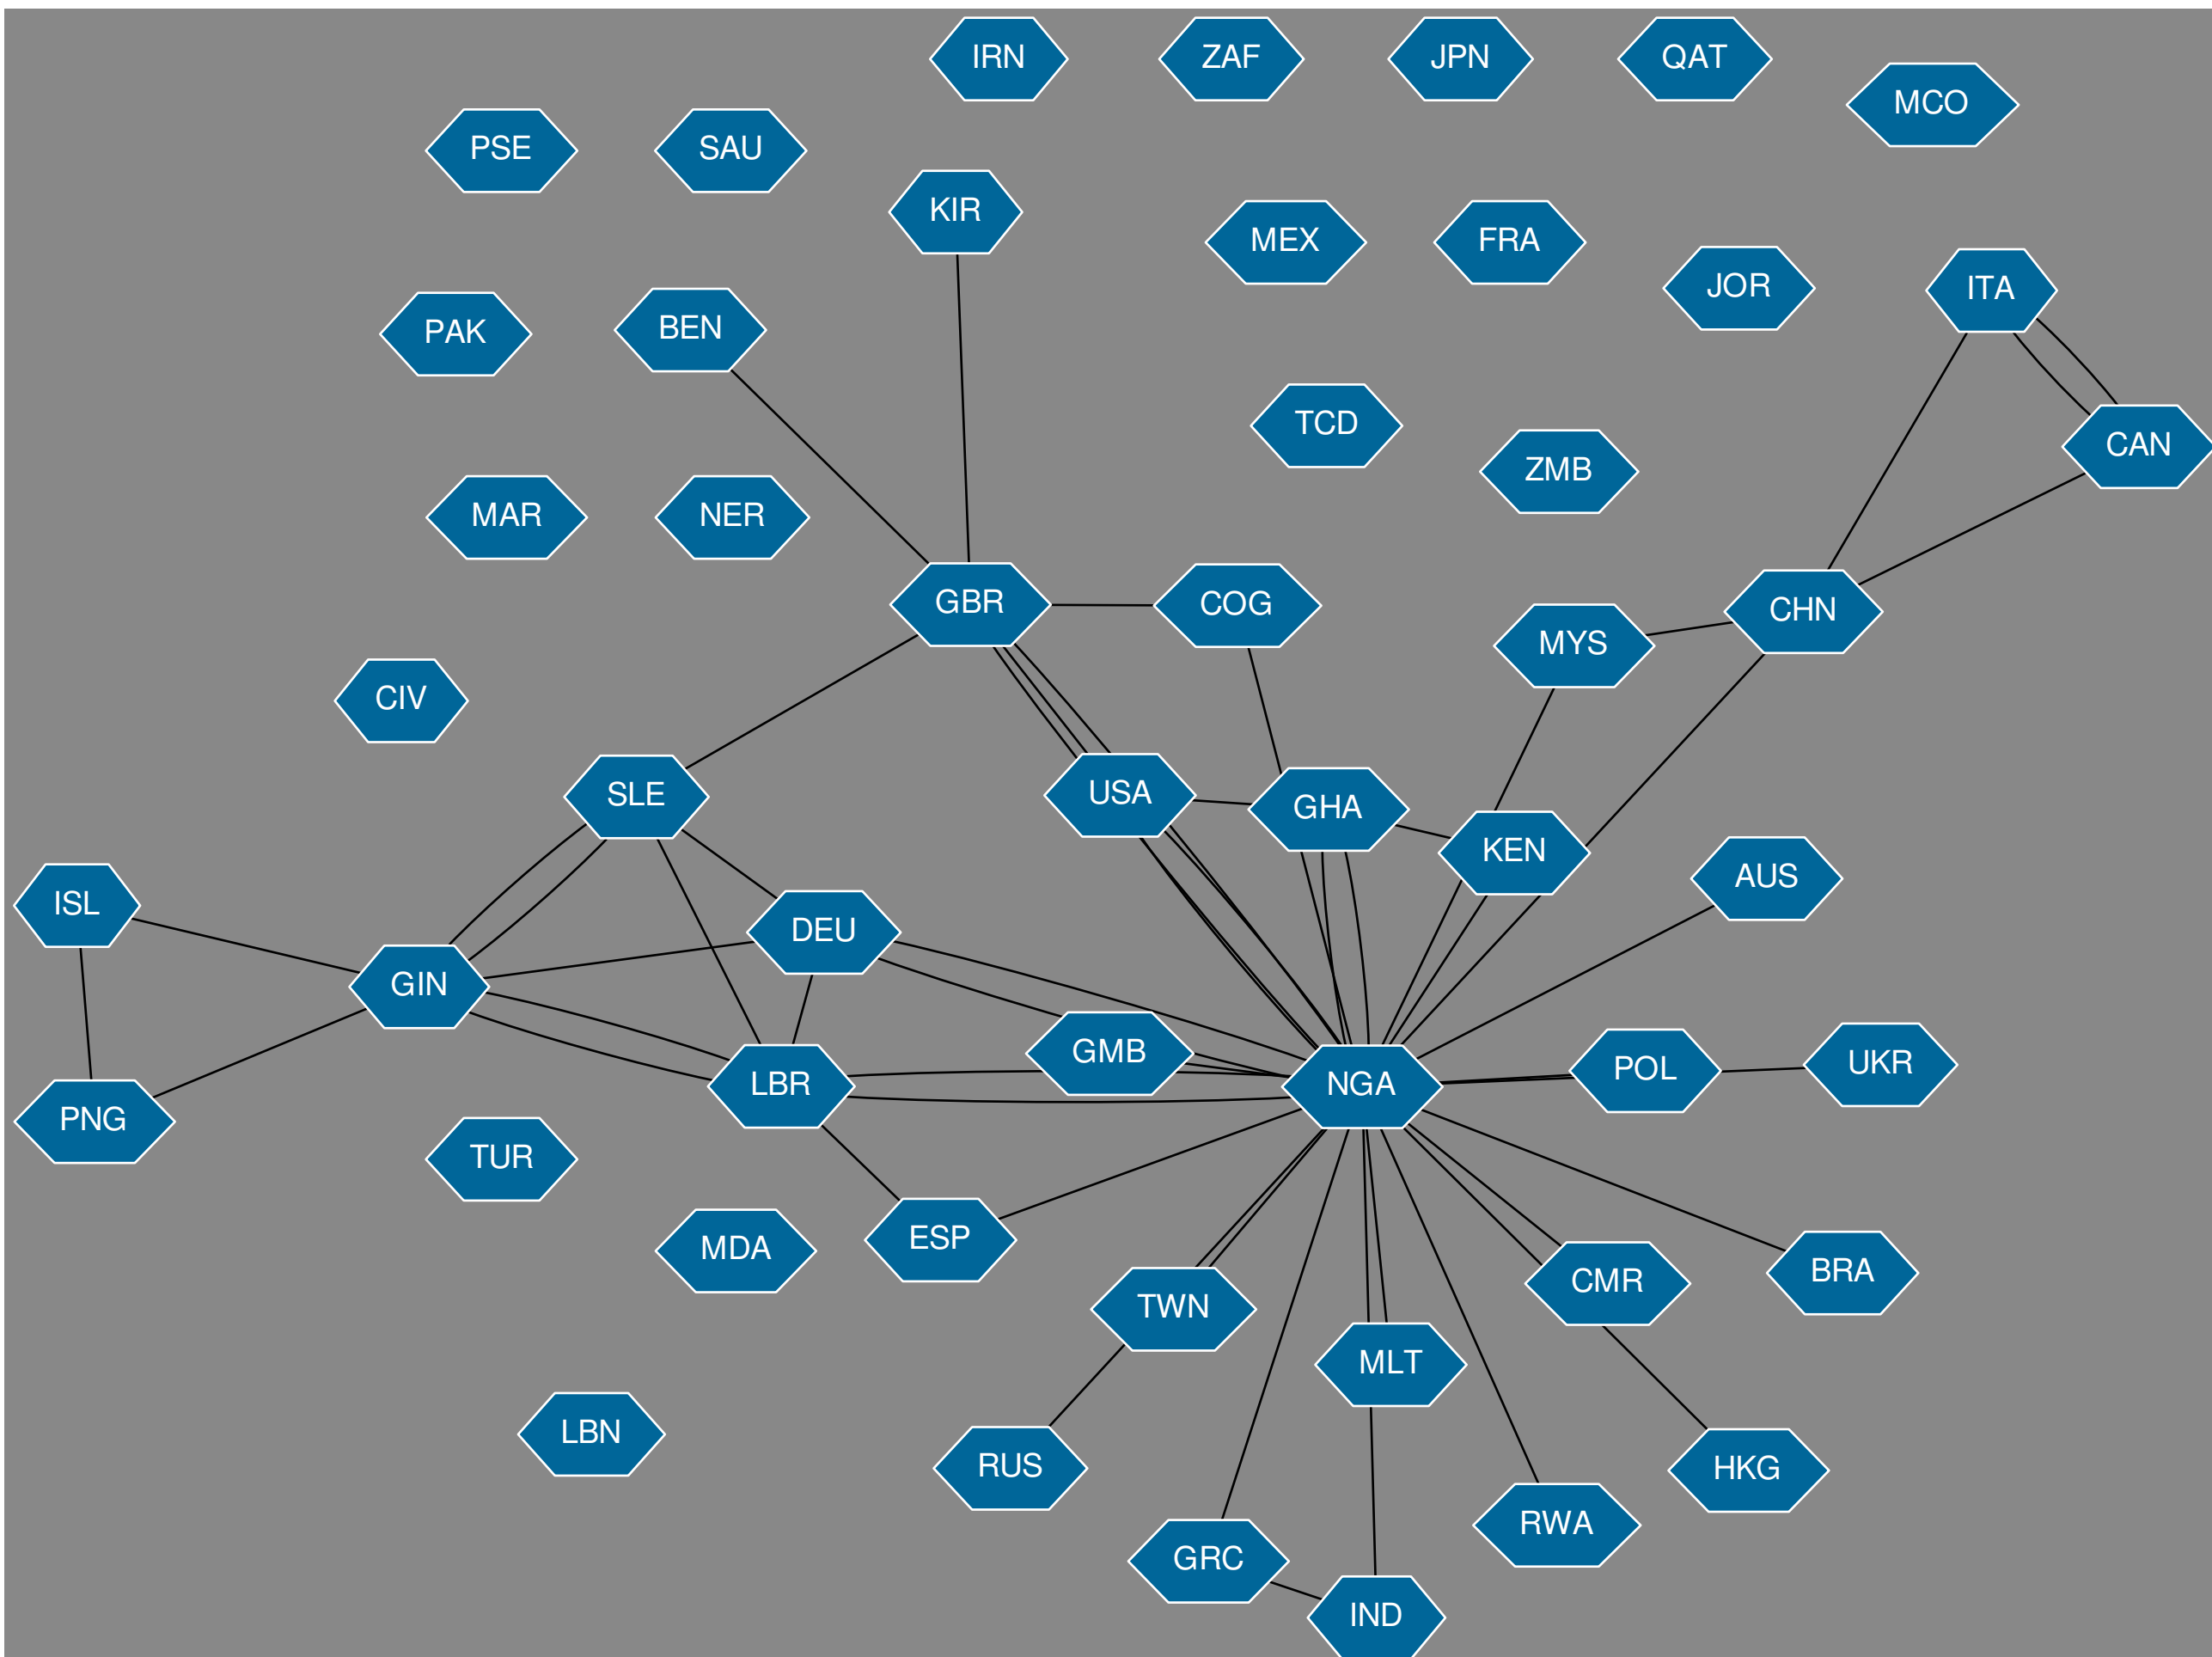 IRN
ZAF
JPN
QAT
MCO
PSE
SAU
KIR
MEX
FRA
JOR
ITA
PAK
BEN
TCD
ZMB
CAN
MAR
NER
GBR
COG
MYS
CHN
CIV
SLE
USA
GHA
KEN
AUS
ISL
DEU
GIN
GMB
LBR
NGA
POL
UKR
PNG
TUR
MDA
ESP
TWN
CMR
BRA
MLT
LBN
RUS
HKG
GRC
RWA
IND